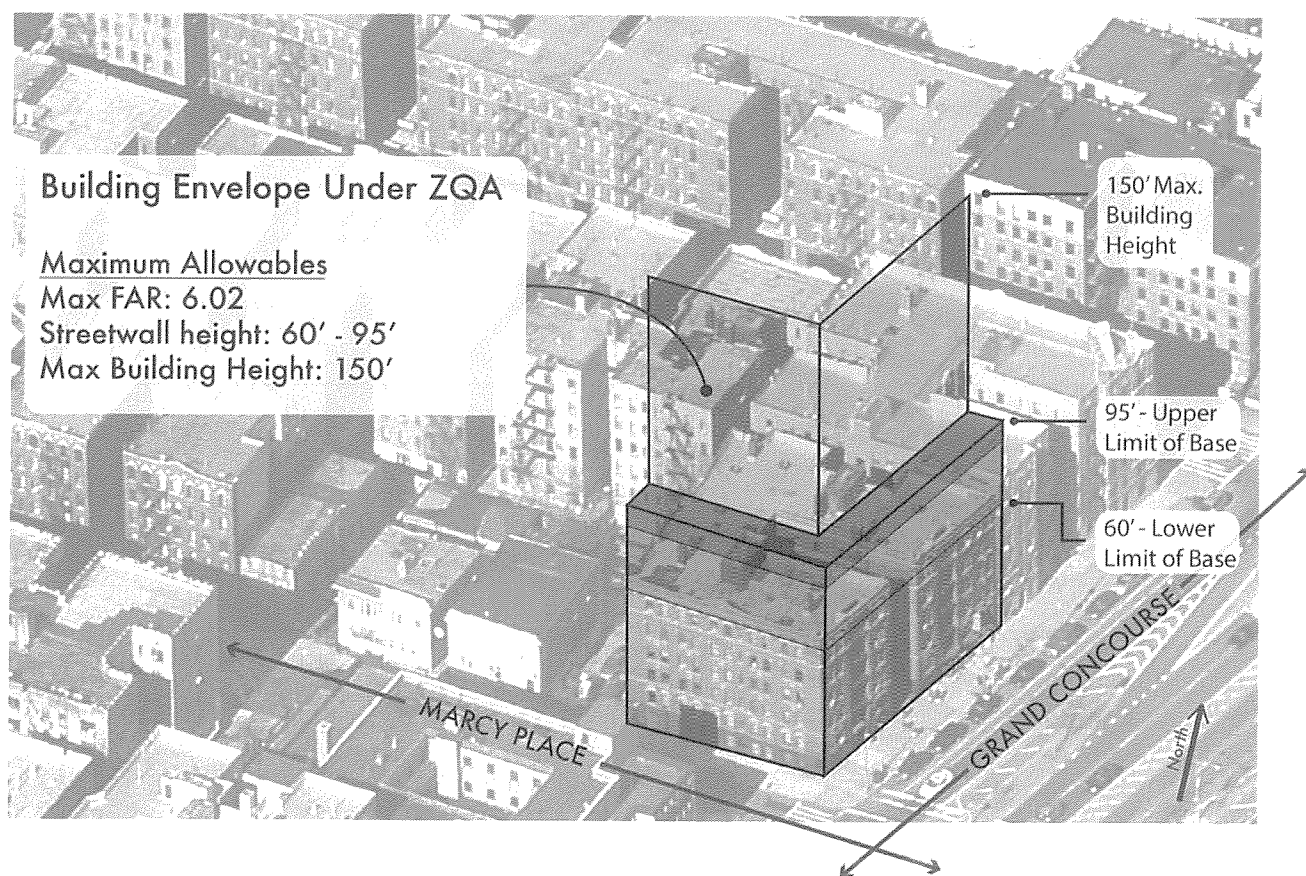 Building Envelope Under ZQA
Maximum Allowables
Max FAR: 6.02
Streetwall height: 60' - 95'
Max Building Height: 150'
150' Max.
Building
Height
95' - Upper
Limit of Base
60' - Lower
Limit of Base
MARCY PLACE
GRAND CONCOURSE
North